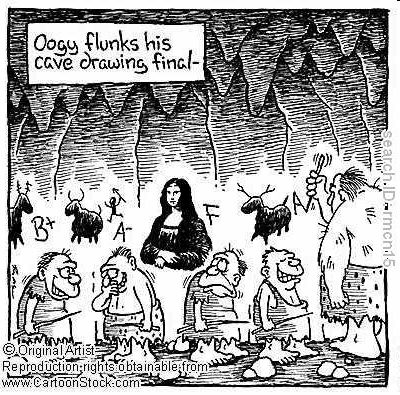 Oogy flunks his
cave drawing final-
B+
A-
F
A
search.ID:rmcn15
© Original Artist
Reproduction rights obtainable from
www.CartoonStock.com